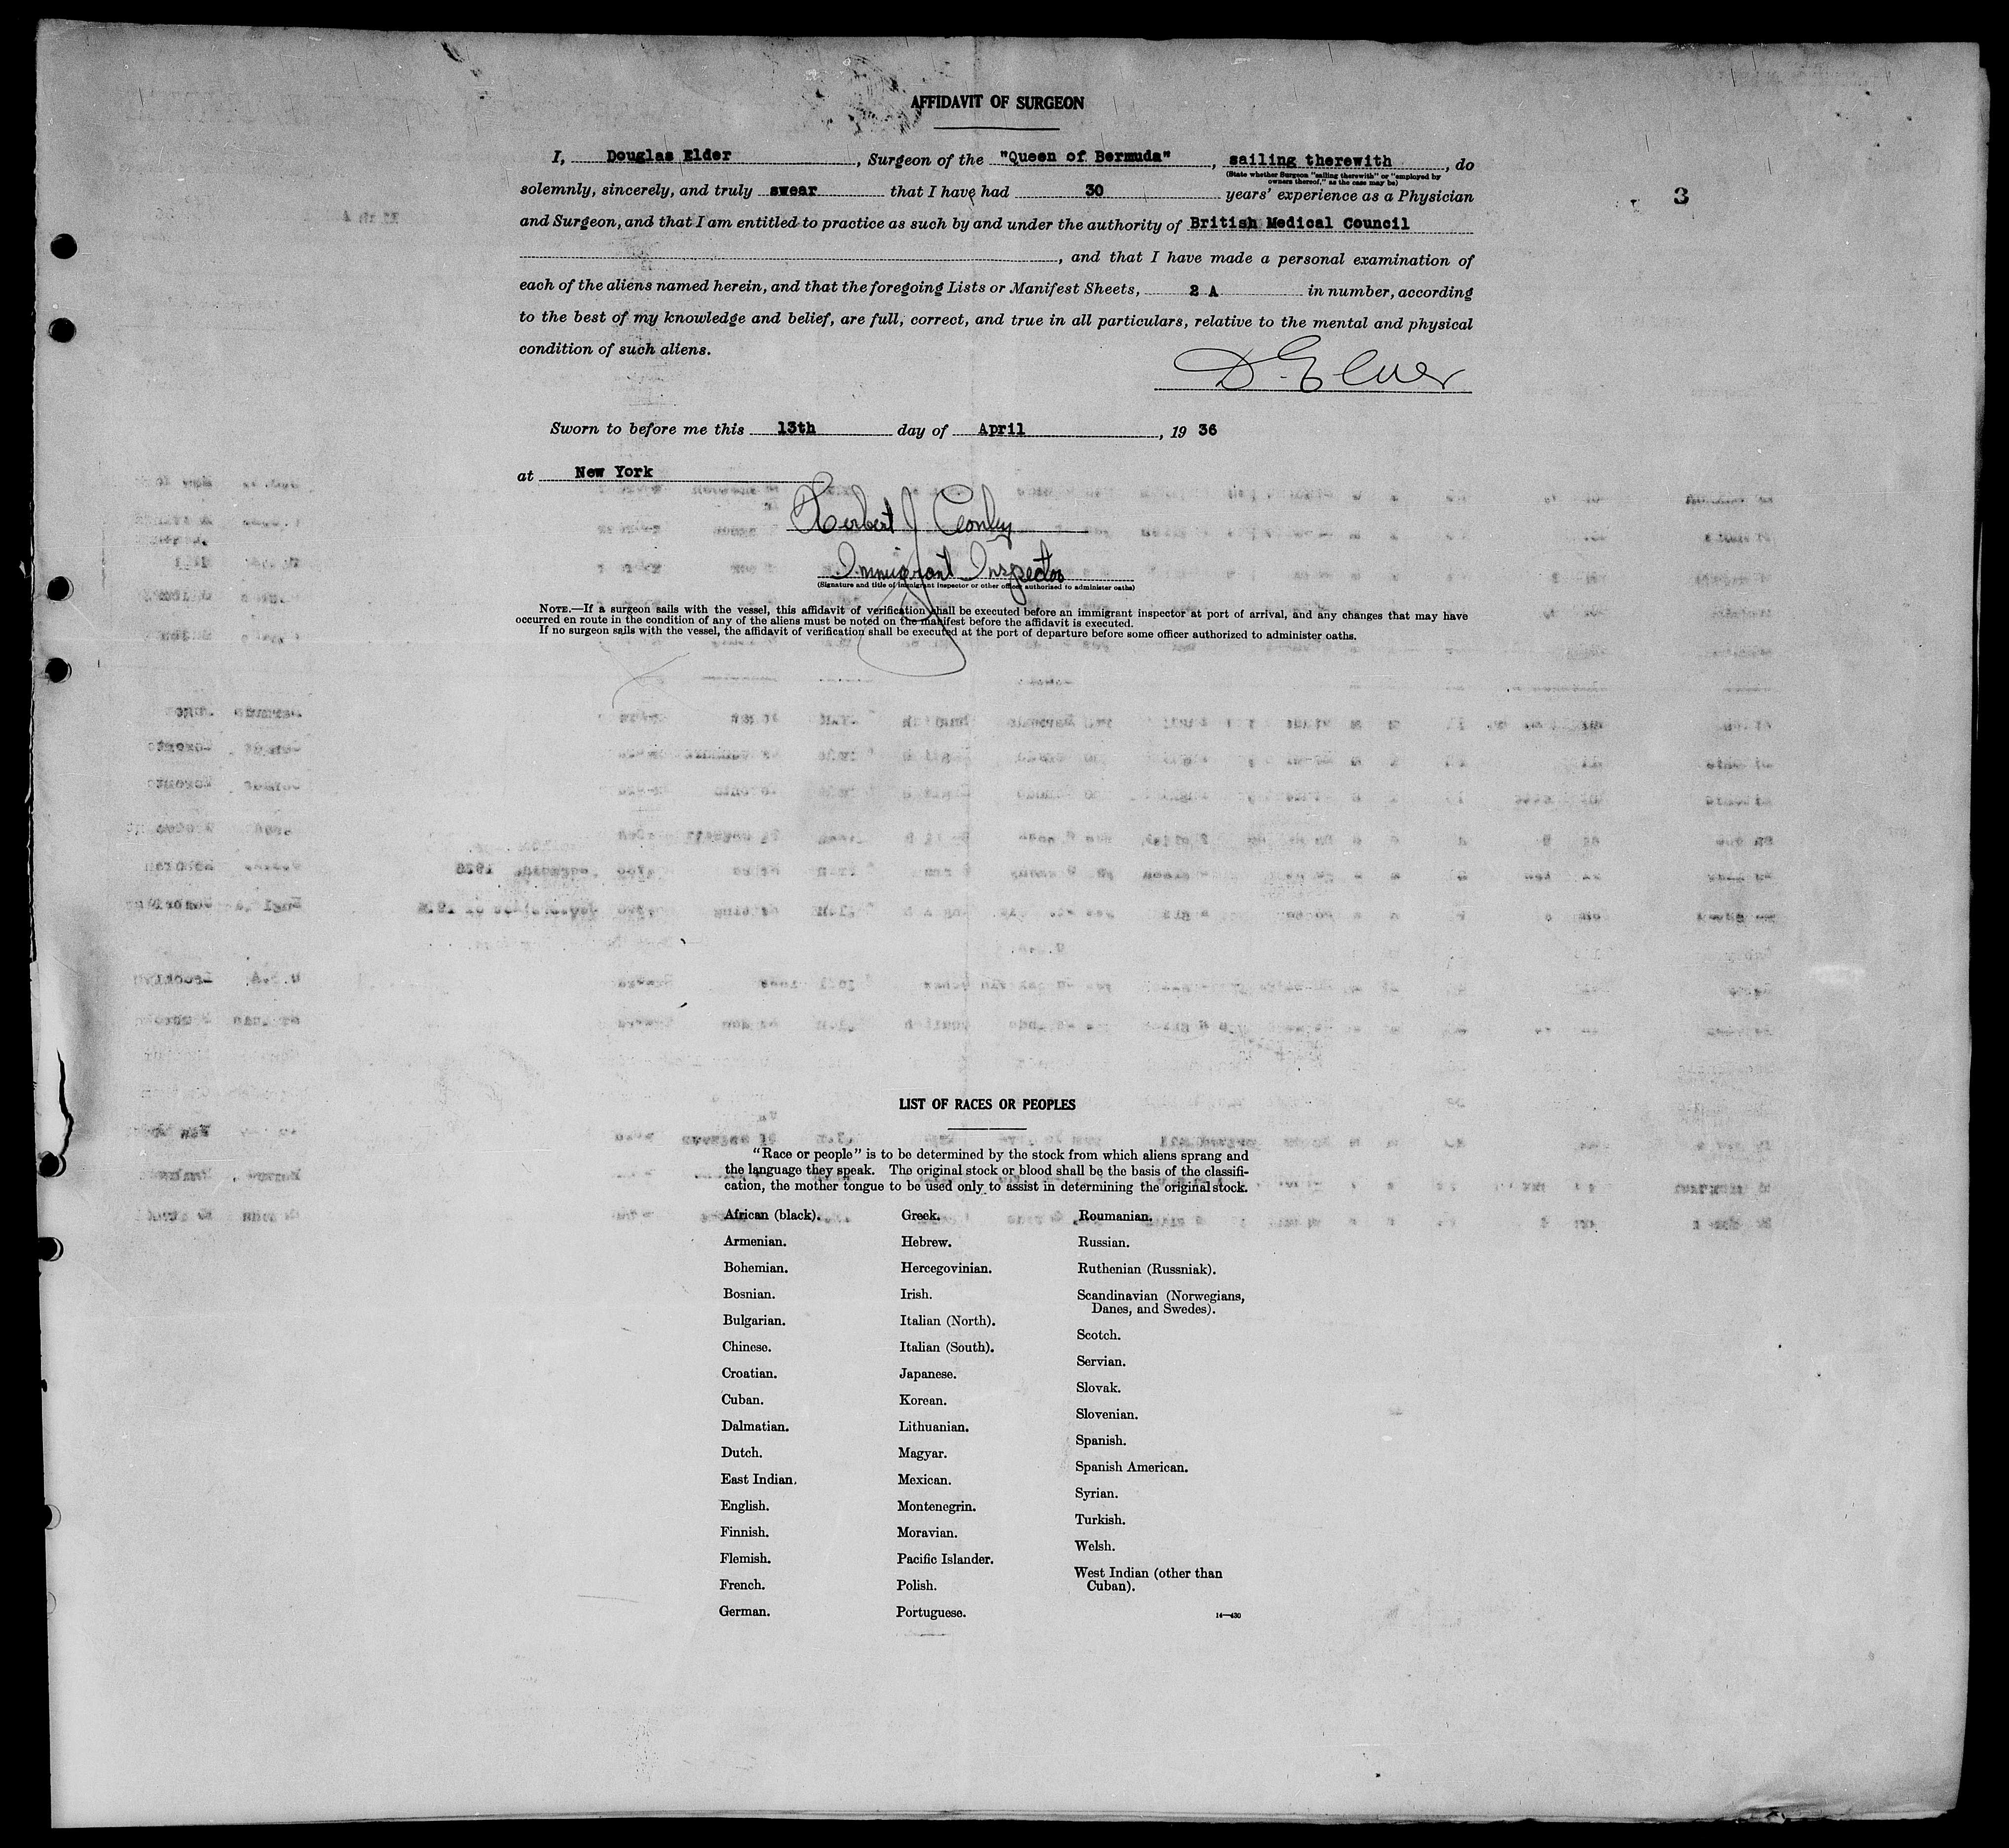 AFFIDAVIT OF SURGEON
3
I, Douglas Elder, Surgeon of the "Queen of Bermuda", sailing therewith, do
(State whether Surgeon "sailing therewith" or "employed by
owners thereof," as the case may be)
solemnly, sincerely, and truly swear that I have had 30 years' experience as a Physician
and Surgeon, and that I am entitled to practice as such by and under the authority of British Medical Council
, and that I have made a personal examination of
each of the aliens named herein, and that the foregoing Lists or Manifest Sheets, 2 A in number, according
to the best of my knowledge and belief, are full, correct, and true in all particulars, relative to the mental and physical
condition of such aliens.
D. Elder
Sworn to before me this 13th day of April, 19 36
at New York
Herbert J Conley
Immigrant Inspector
(Signature and title of immigrant inspector or other officer authorized to administer oaths)
NOTE.—If a surgeon sails with the vessel, this affidavit of verification shall be executed before an immigrant inspector at port of arrival, and any changes that may have
occurred en route in the condition of any of the aliens must be noted on the manifest before the affidavit is executed.
If no surgeon sails with the vessel, the affidavit of verification shall be executed at the port of departure before some officer authorized to administer oaths.
LIST OF RACES OR PEOPLES
"Race or people" is to be determined by the stock from which aliens sprang and
the language they speak. The original stock or blood shall be the basis of the classifi-
cation, the mother tongue to be used only to assist in determining the original stock.
African (black).
Armenian.
Bohemian.
Bosnian.
Bulgarian.
Chinese.
Croatian.
Cuban.
Dalmatian.
Dutch.
East Indian.
English.
Finnish.
Flemish.
French.
German.
Greek.
Hebrew.
Hercegovinian.
Irish.
Italian (North).
Italian (South).
Japanese.
Korean.
Lithuanian.
Magyar.
Mexican.
Montenegrin.
Moravian.
Pacific Islander.
Polish.
Portuguese.
Roumanian.
Russian.
Ruthenian (Russniak).
Scandinavian (Norwegians,
Danes, and Swedes).
Scotch.
Servian.
Slovak.
Slovenian.
Spanish.
Spanish American.
Syrian.
Turkish.
Welsh.
West Indian (other than
Cuban).
14—430